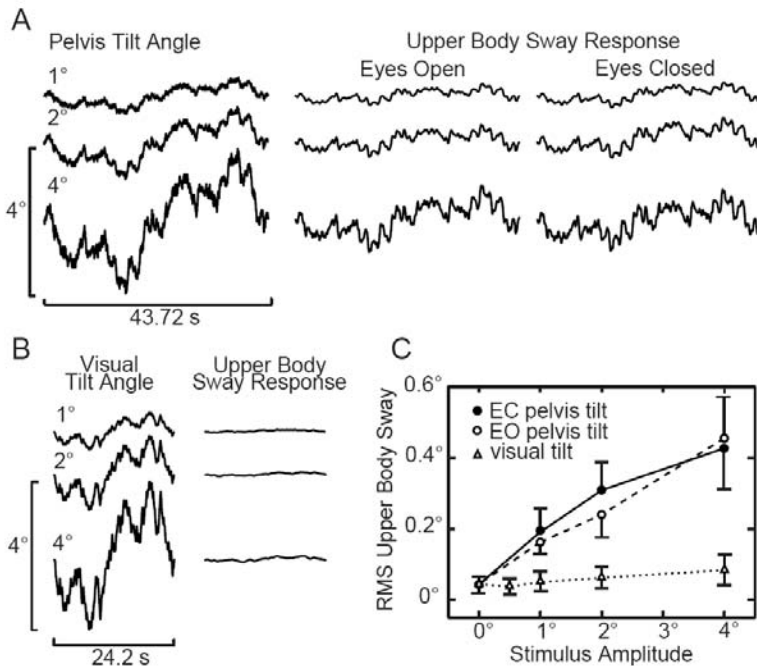 A
Pelvis Tilt Angle
Upper Body Sway Response
Eyes Open
Eyes Closed
1°
2°
4°
4°
43.72 s
B
Visual
Tilt Angle
Upper Body
Sway Response
1°
2°
4°
4°
24.2 s
C
RMS Upper Body Sway
0.6°
0.4°
0.2°
0°
EC pelvis tilt
EO pelvis tilt
visual tilt
0° 1° 2° 3° 4°
Stimulus Amplitude